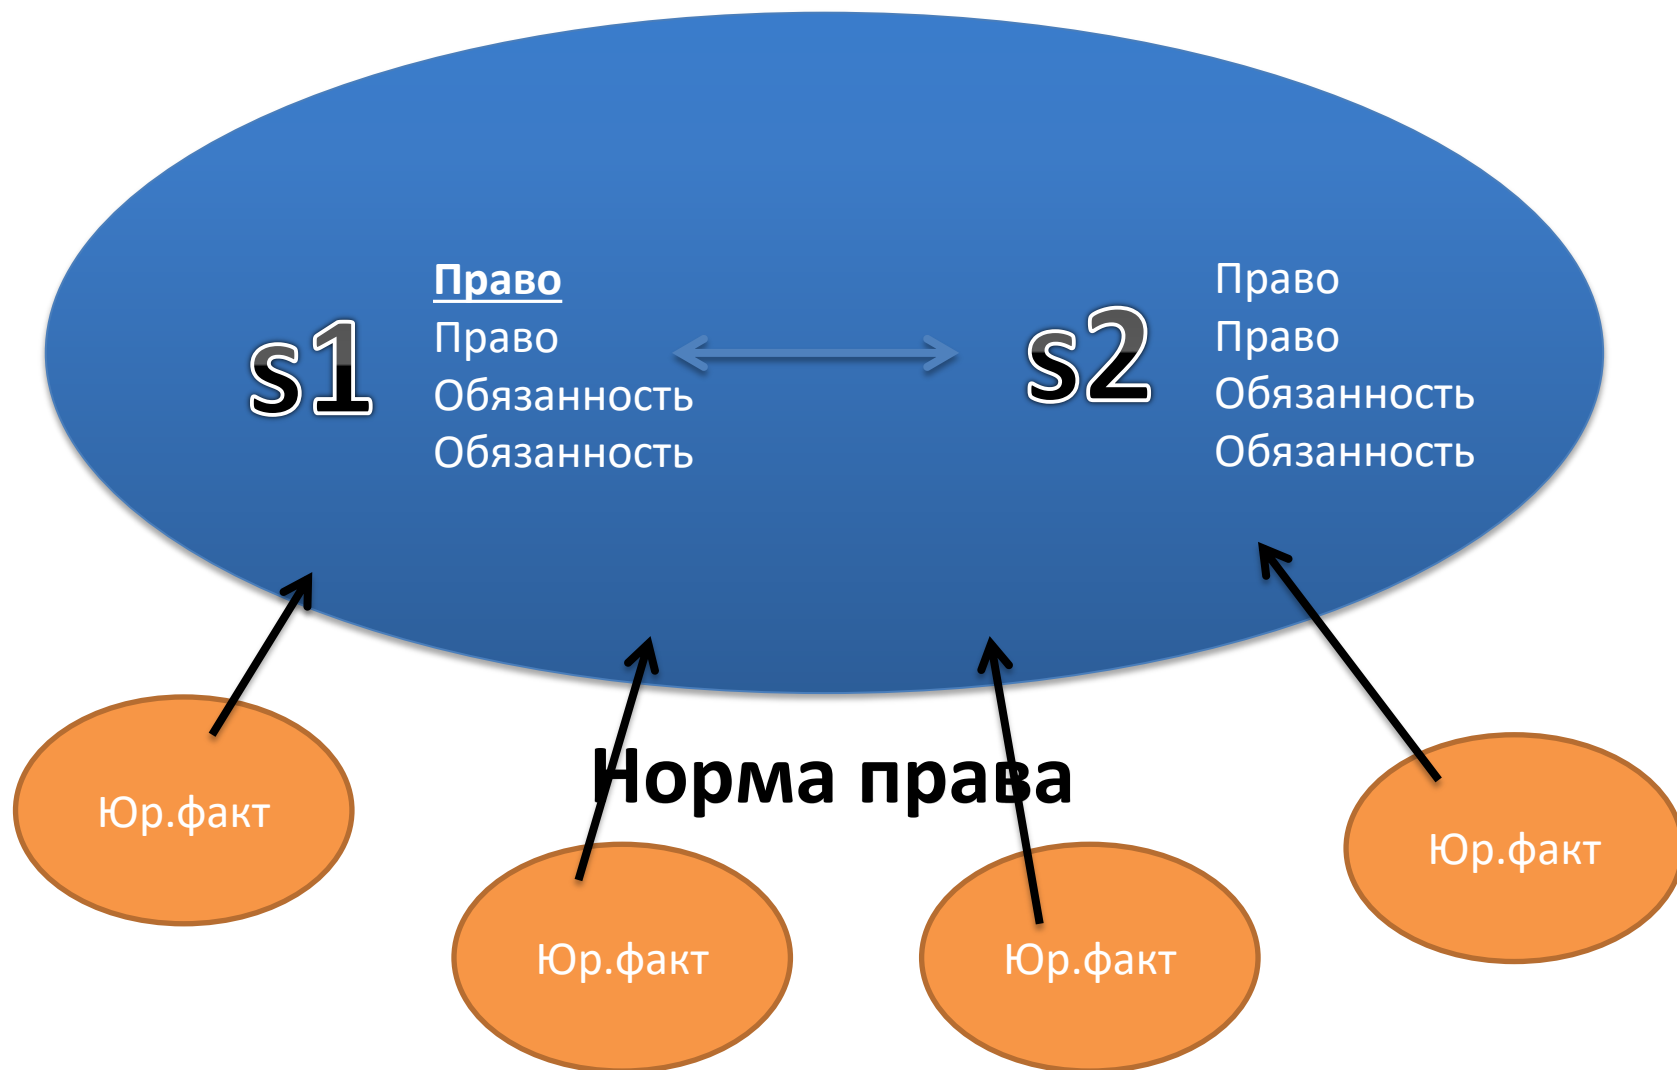 s1
Право
Право
Обязанность
Обязанность
s2
Право
Право
Обязанность
Обязанность
Норма права
Юр.факт
Юр.факт
Юр.факт
Юр.факт